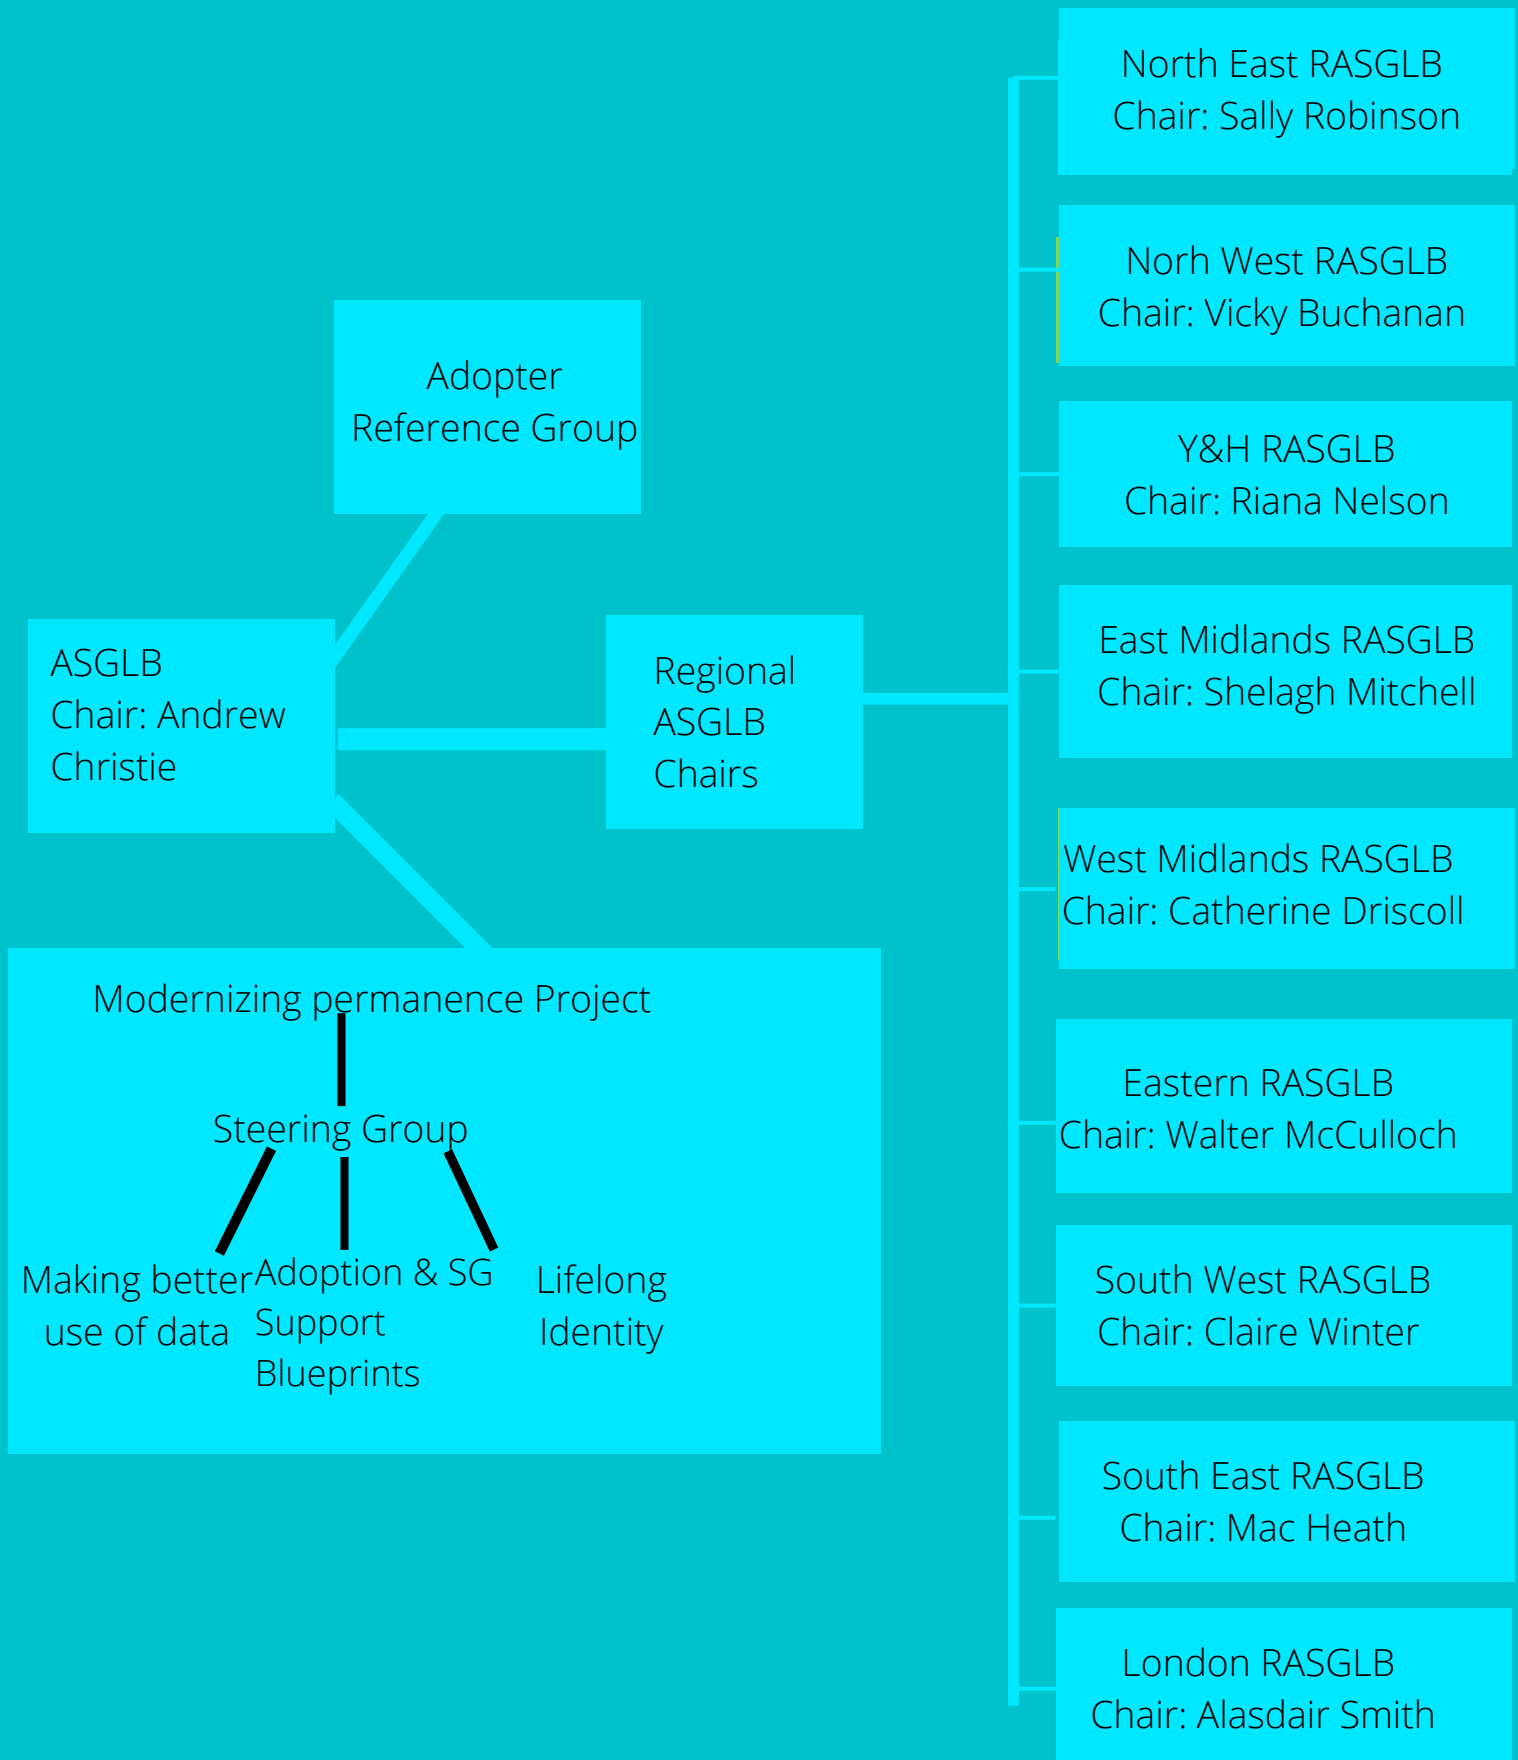 North East RASGLB
Chair: Sally Robinson
Norh West RASGLB
Chair: Vicky Buchanan
Adopter
Reference Group
Y&H RASGLB
Chair: Riana Nelson
ASGLB
Chair: Andrew
Christie
Regional
ASGLB
Chairs
East Midlands RASGLB
Chair: Shelagh Mitchell
West Midlands RASGLB
Chair: Catherine Driscoll
Modernizing permanence Project
Steering Group
Making better
use of data
Adoption & SG
Support
Blueprints
Lifelong
Identity
Eastern RASGLB
Chair: Walter McCulloch
South West RASGLB
Chair: Claire Winter
South East RASGLB
Chair: Mac Heath
London RASGLB
Chair: Alasdair Smith